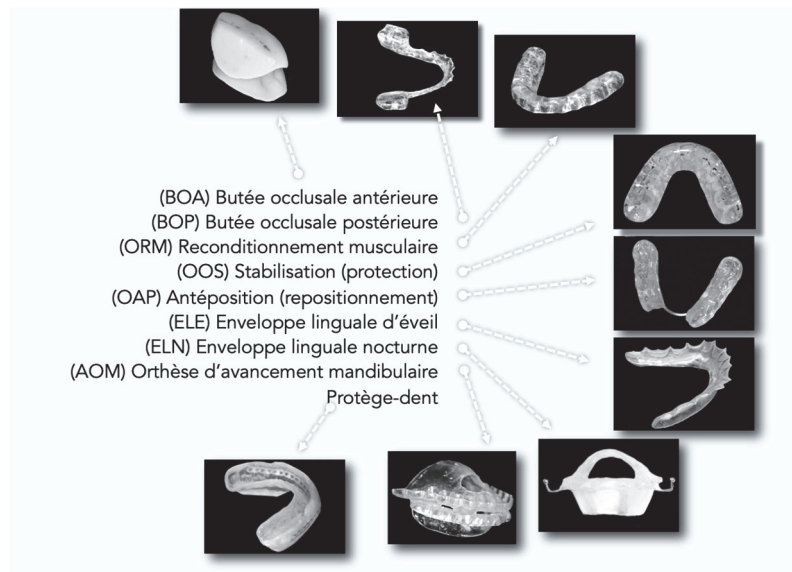 (BOA) Butée occlusale antérieure
(BOP) Butée occlusale postérieure
(ORM) Reconditionnement musculaire
(OOS) Stabilisation (protection)
(OAP) Antéposition (repositionnement)
(ELE) Enveloppe linguale d'éveil
(ELN) Enveloppe linguale nocturne
(AOM) Orthèse d'avancement mandibulaire
Protège-dent